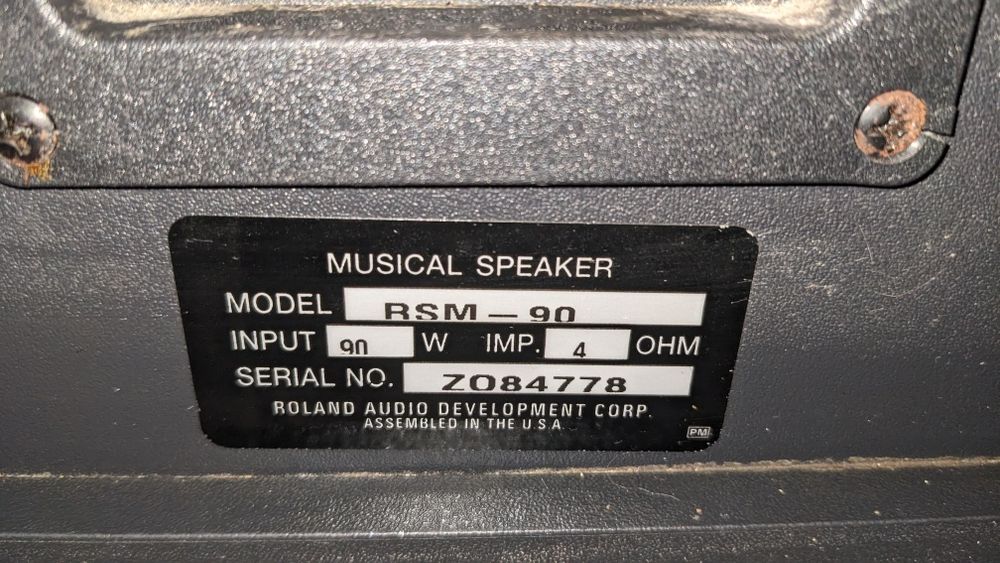 MUSICAL SPEAKER
MODEL RSM-90
INPUT 90 W IMP. 4 OHM
SERIAL NO. Z084778
ROLAND AUDIO DEVELOPMENT CORP.
ASSEMBLED IN THE U.S.A.
PM